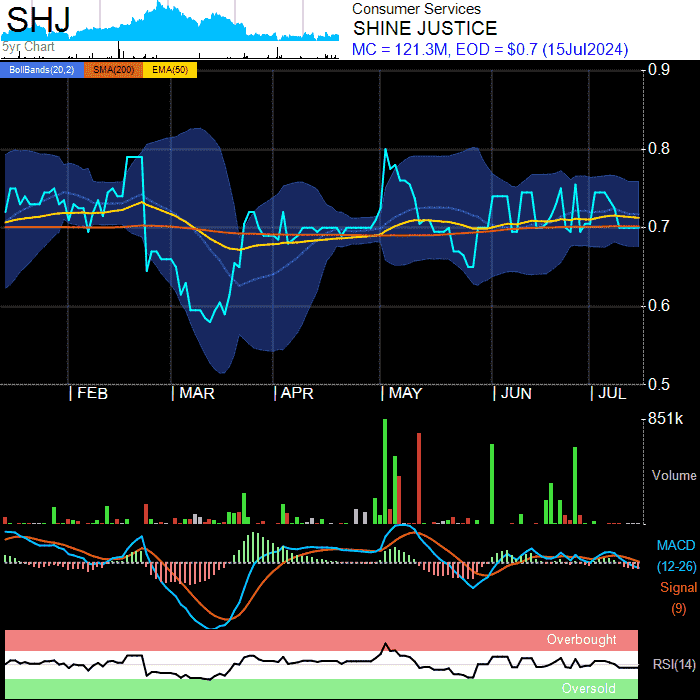 SHJ
5yr Chart
Consumer Services
SHINE JUSTICE
MC = 121.3M, EOD = $0.7 (15Jul2024)
BollBands(20,2) SMA(200) EMA(50)
0.9
0.8
0.7
0.6
0.5
| FEB | MAR | APR | MAY | JUN | JUL
851k
Volume
MACD
(12-26)
Signal
(9)
Overbought
RSI(14)
Oversold